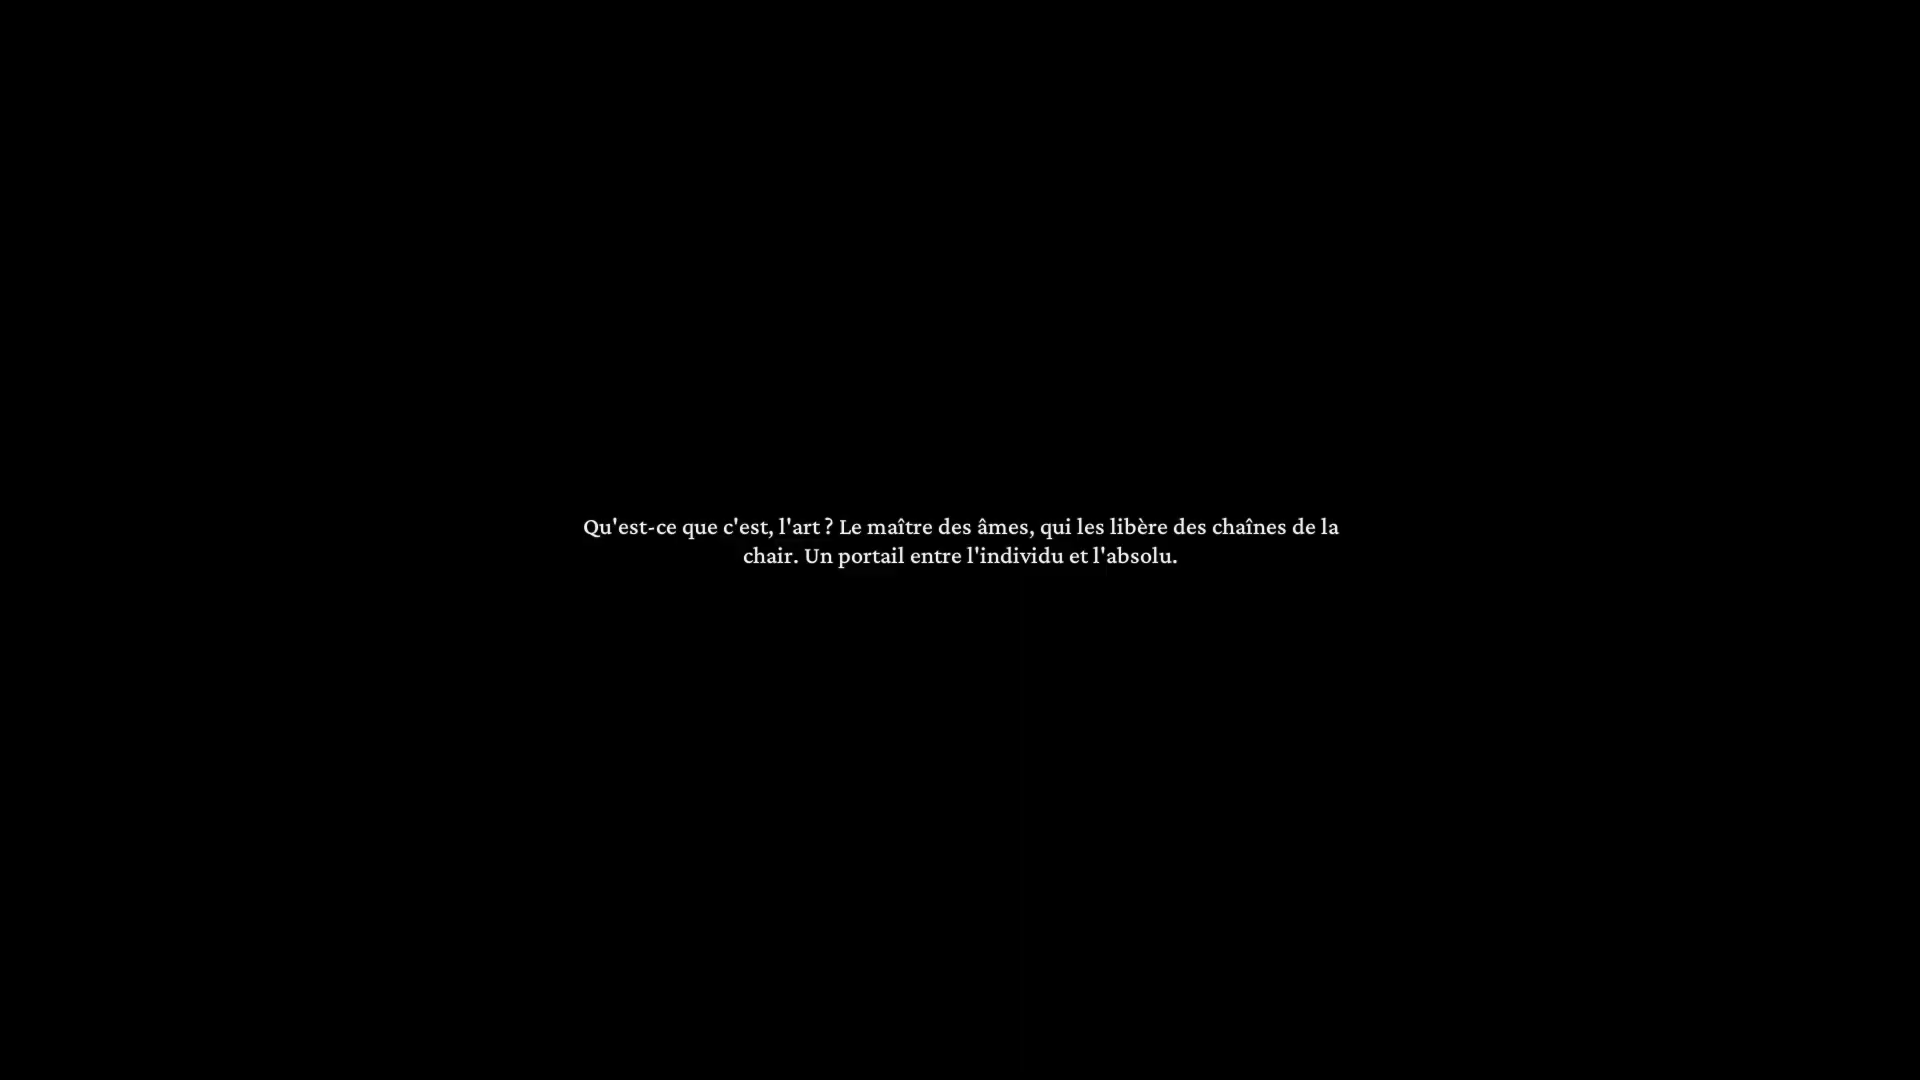 Qu'est-ce que c'est, l'art ? Le maître des âmes, qui les libère des chaînes de la
chair. Un portail entre l'individu et l'absolu.